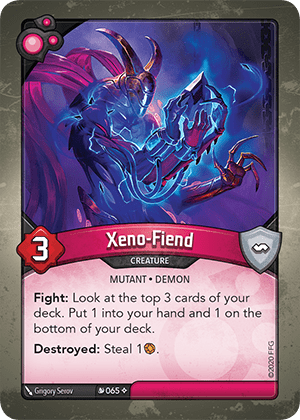 Xeno-Fiend
CREATURE
3
MUTANT • DEMON
Fight: Look at the top 3 cards of your
deck. Put 1 into your hand and 1 on the
bottom of your deck.
Destroyed: Steal 1.
Grigory Serov
065
©2020 FFG